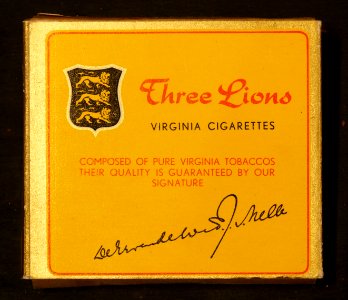 Three Lions
VIRGINIA CIGARETTES
COMPOSED OF PURE VIRGINIA TOBACCOS
THEIR QUALITY IS GUARANTEED BY OUR
SIGNATURE